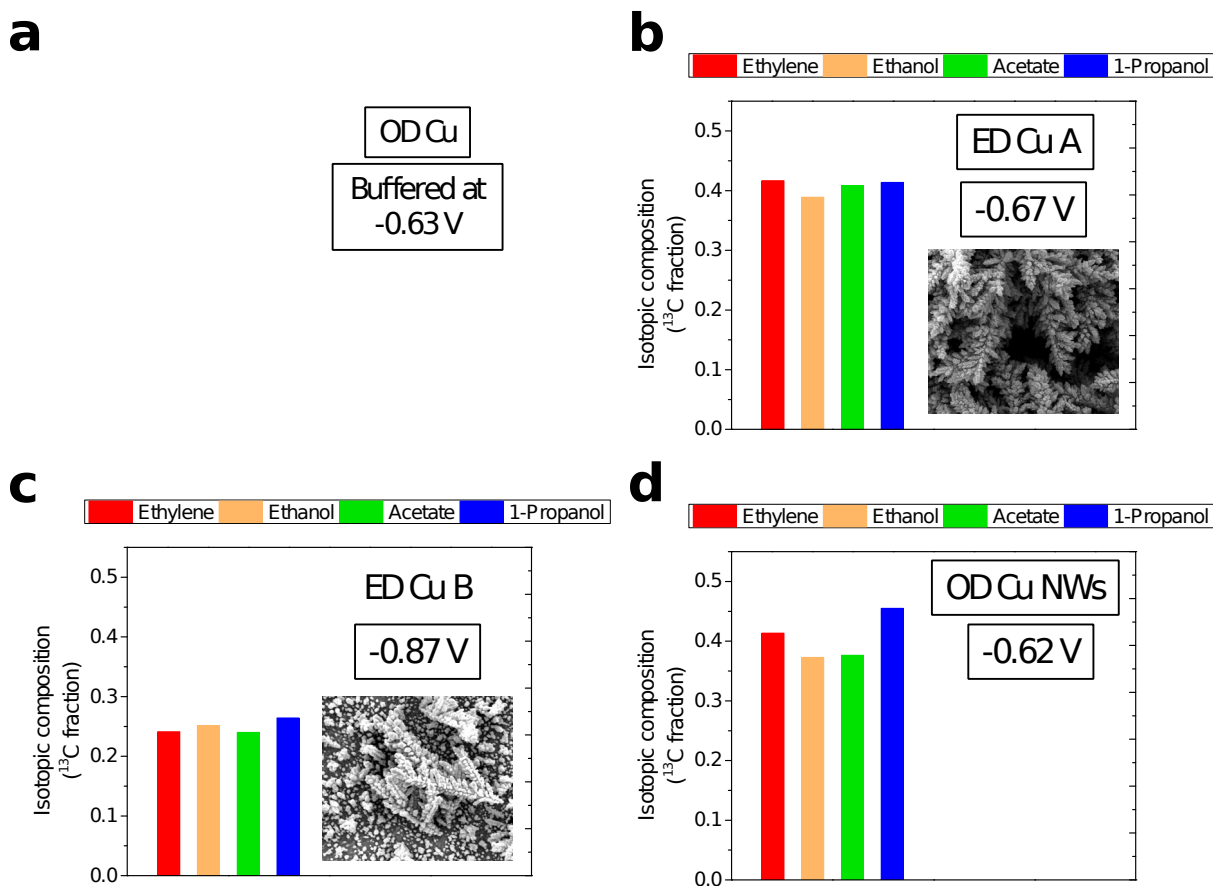 a
OD Cu
Buffered at
-0.63 V
b
Ethylene Ethanol Acetate 1-Propanol
ED Cu A
-0.67 V
Isotopic composition
(¹³C fraction)
0.5
0.4
0.3
0.2
0.1
0.0
c
Ethylene Ethanol Acetate 1-Propanol
ED Cu B
-0.87 V
Isotopic composition
(¹³C fraction)
0.5
0.4
0.3
0.2
0.1
0.0
d
Ethylene Ethanol Acetate 1-Propanol
OD Cu NWs
-0.62 V
Isotopic composition
(¹³C fraction)
0.5
0.4
0.3
0.2
0.1
0.0